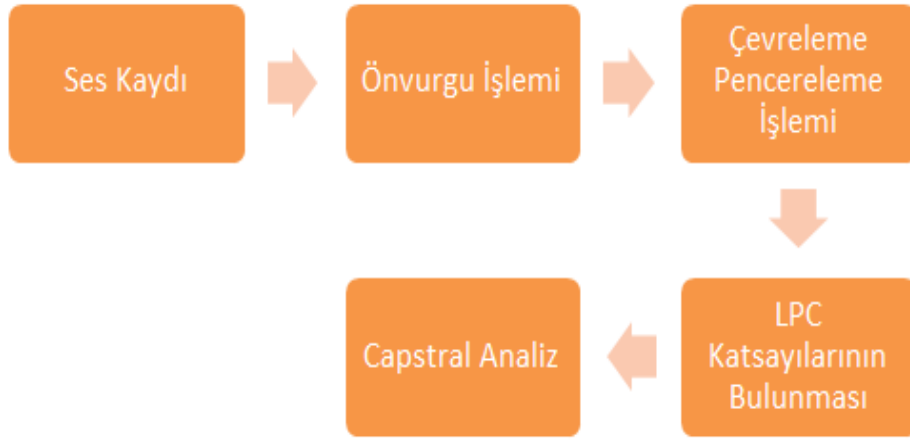 Ses Kaydı
Önvurgu İşlemi
Çevreleme
Pencereleme
İşlemi
LPC
Katsayılarının
Bulunması
Capstral Analiz